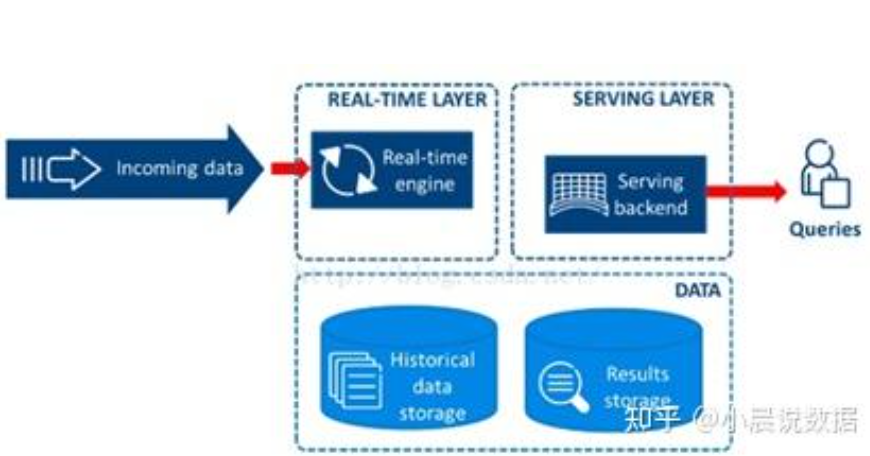 REAL-TIME LAYER
SERVING LAYER
Incoming data
Real-time
engine
Serving
backend
Queries
DATA
Historical
data
storage
Results
storage
知乎 @小晨说数据